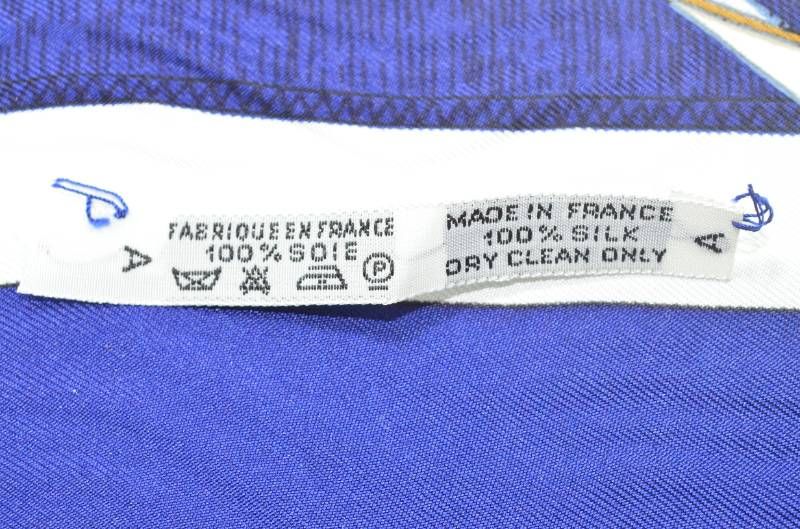 A
FABRIQUE EN FRANCE
100% SOIE
P
MADE IN FRANCE
100% SILK
DRY CLEAN ONLY
A